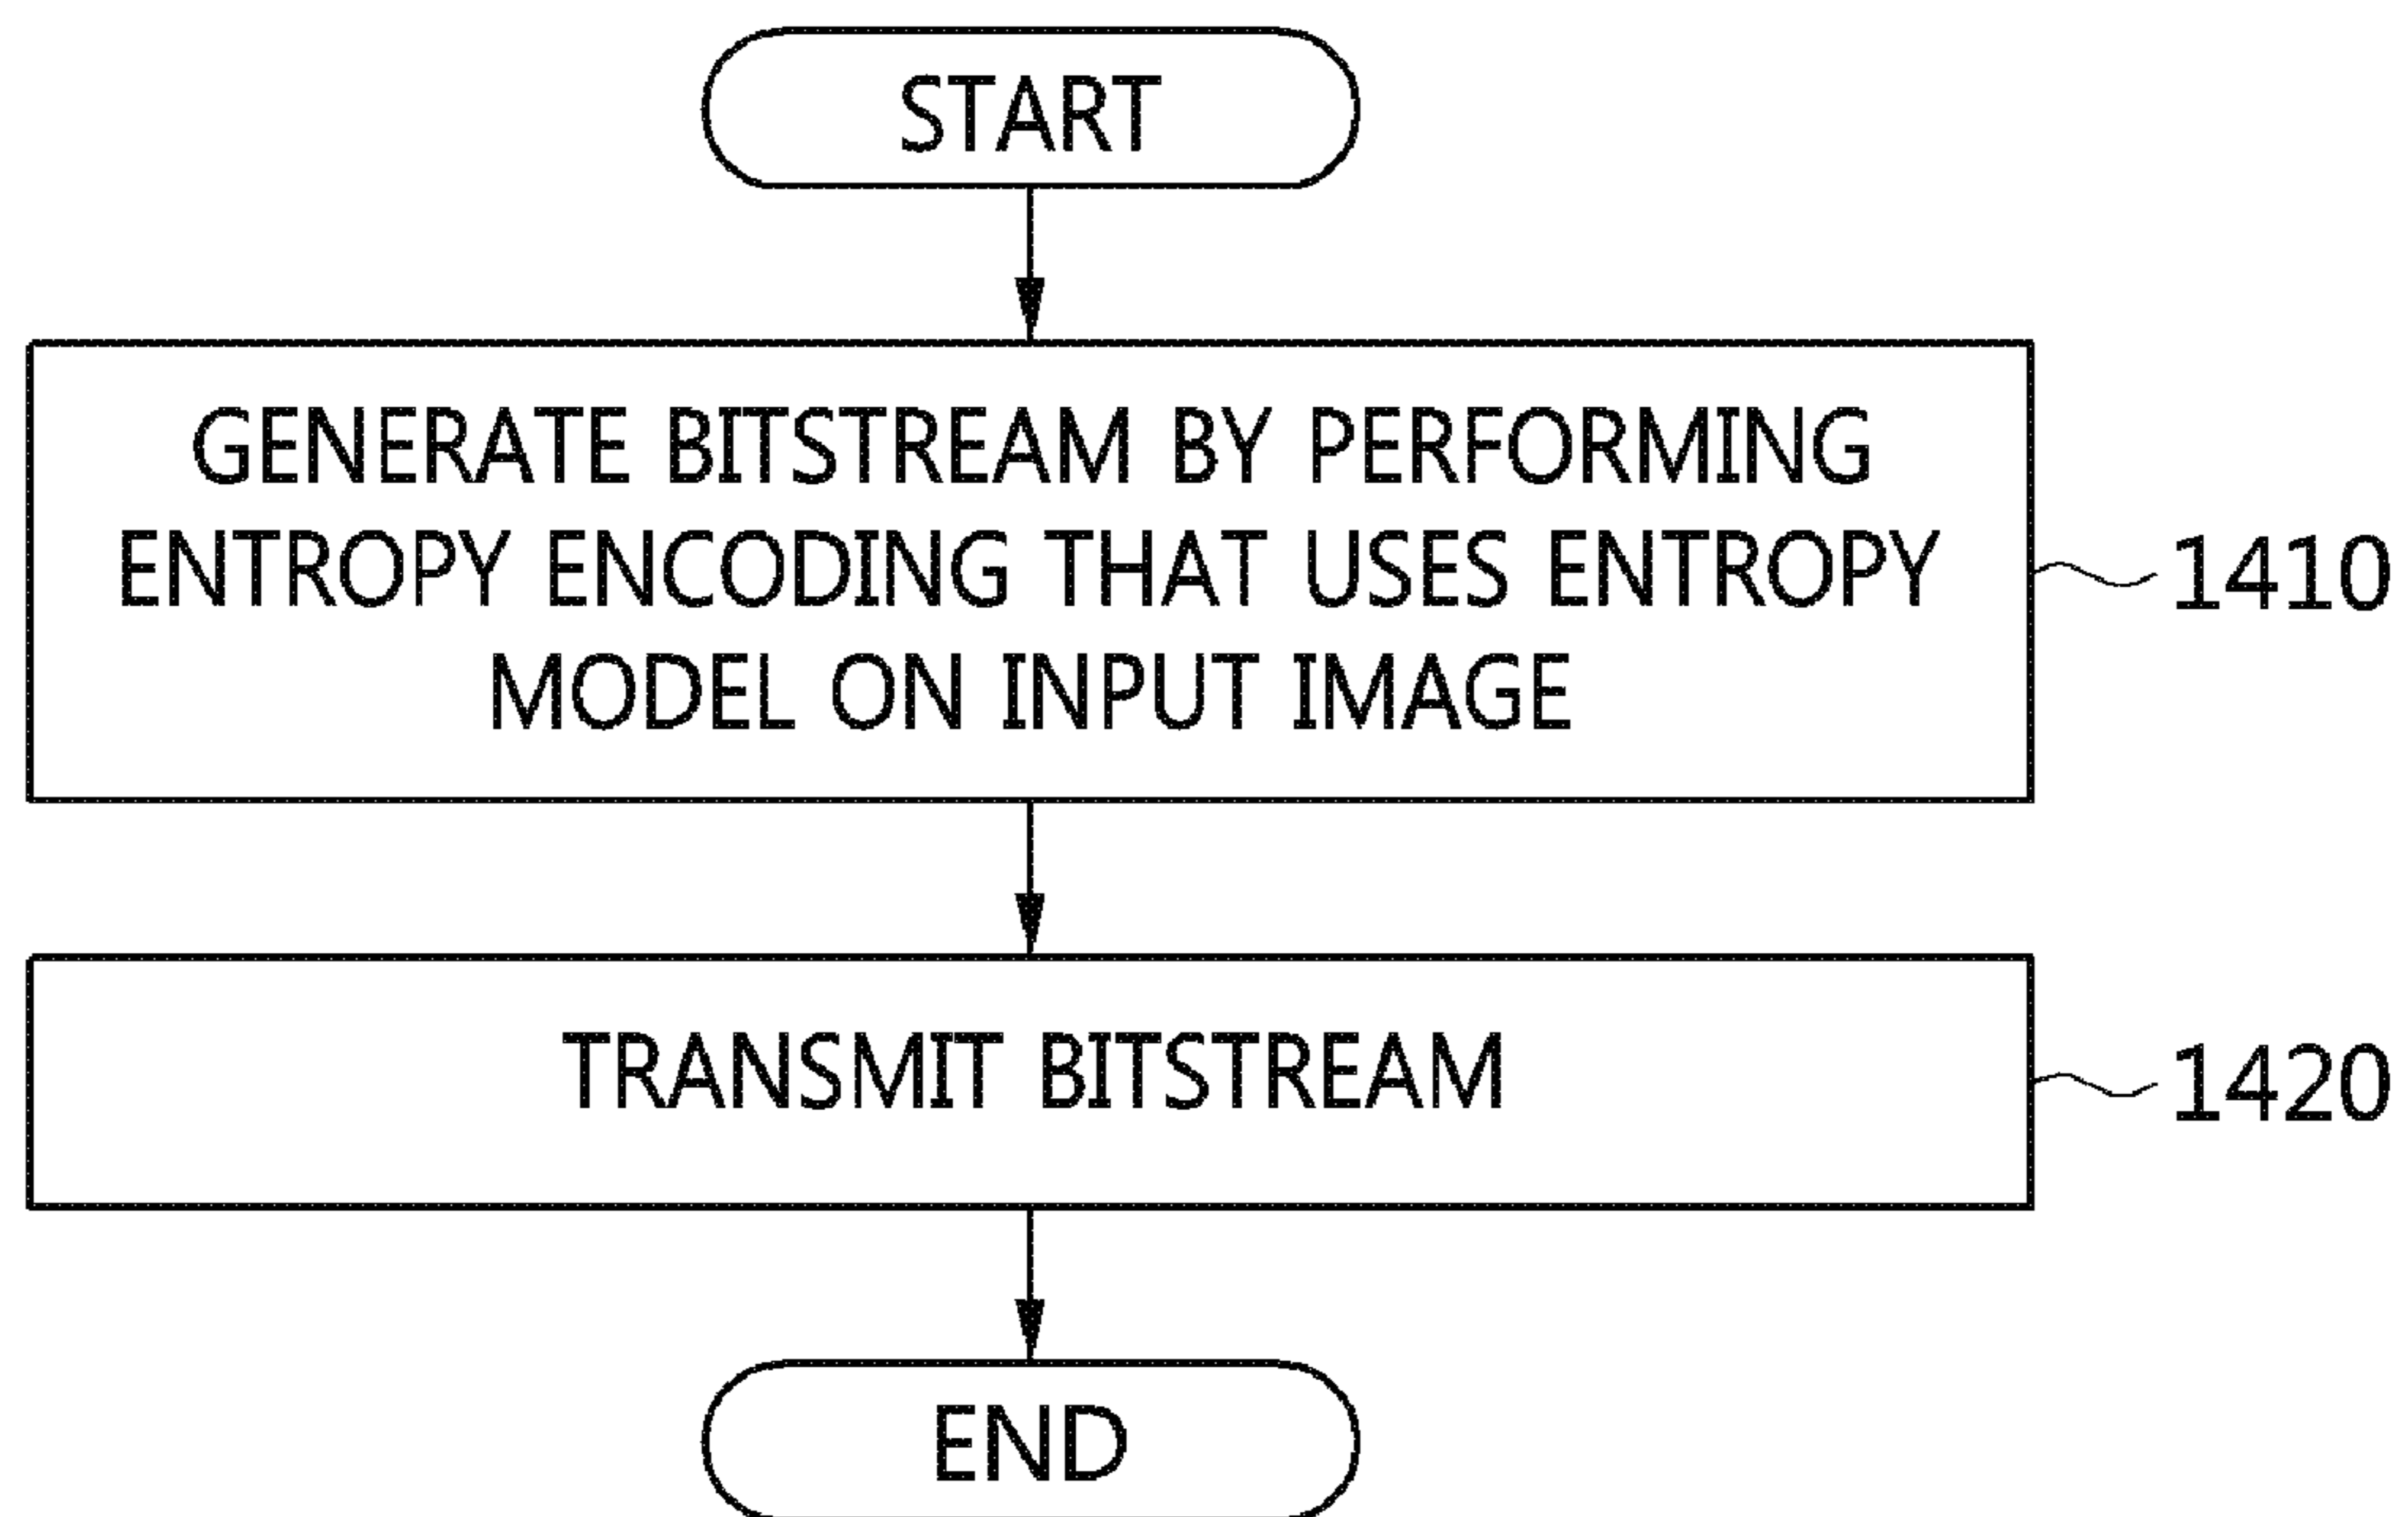 START
GENERATE BITSTREAM BY PERFORMING
ENTROPY ENCODING THAT USES ENTROPY
MODEL ON INPUT IMAGE
1410
TRANSMIT BITSTREAM
1420
END